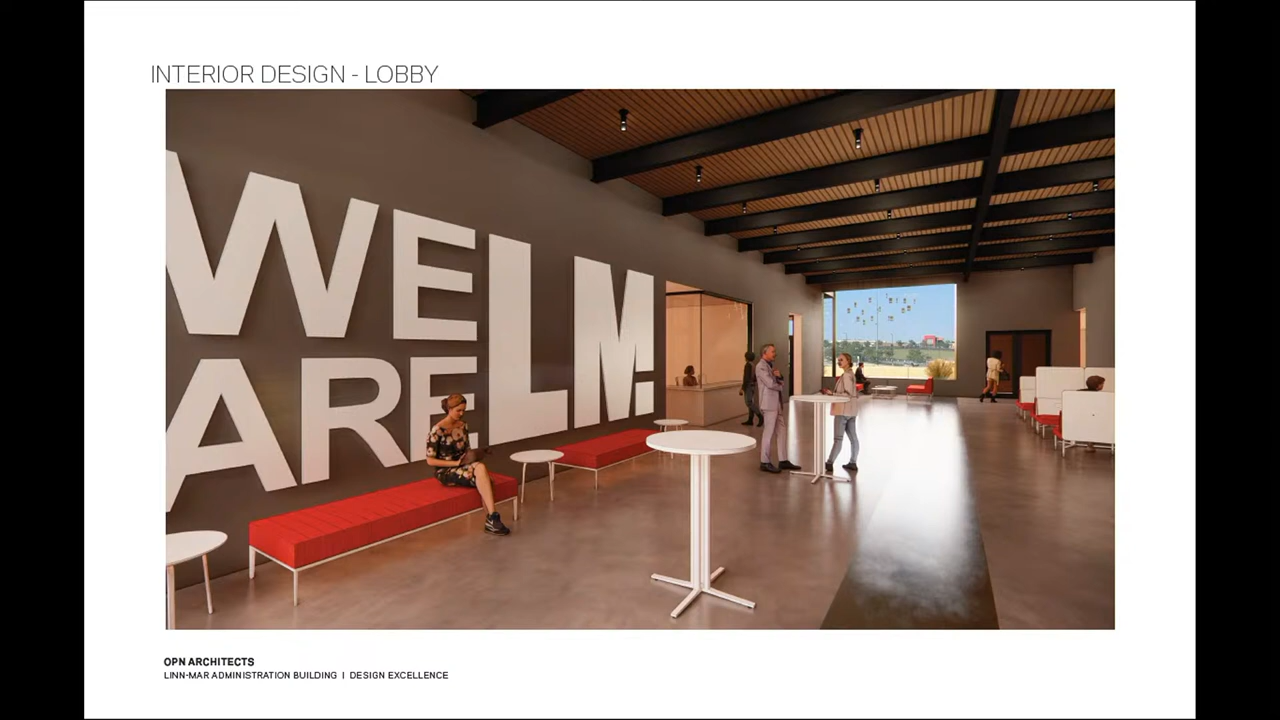 INTERIOR DESIGN - LOBBY
WE
ARE
LM!
OPN ARCHITECTS
LINN-MAR ADMINISTRATION BUILDING | DESIGN EXCELLENCE